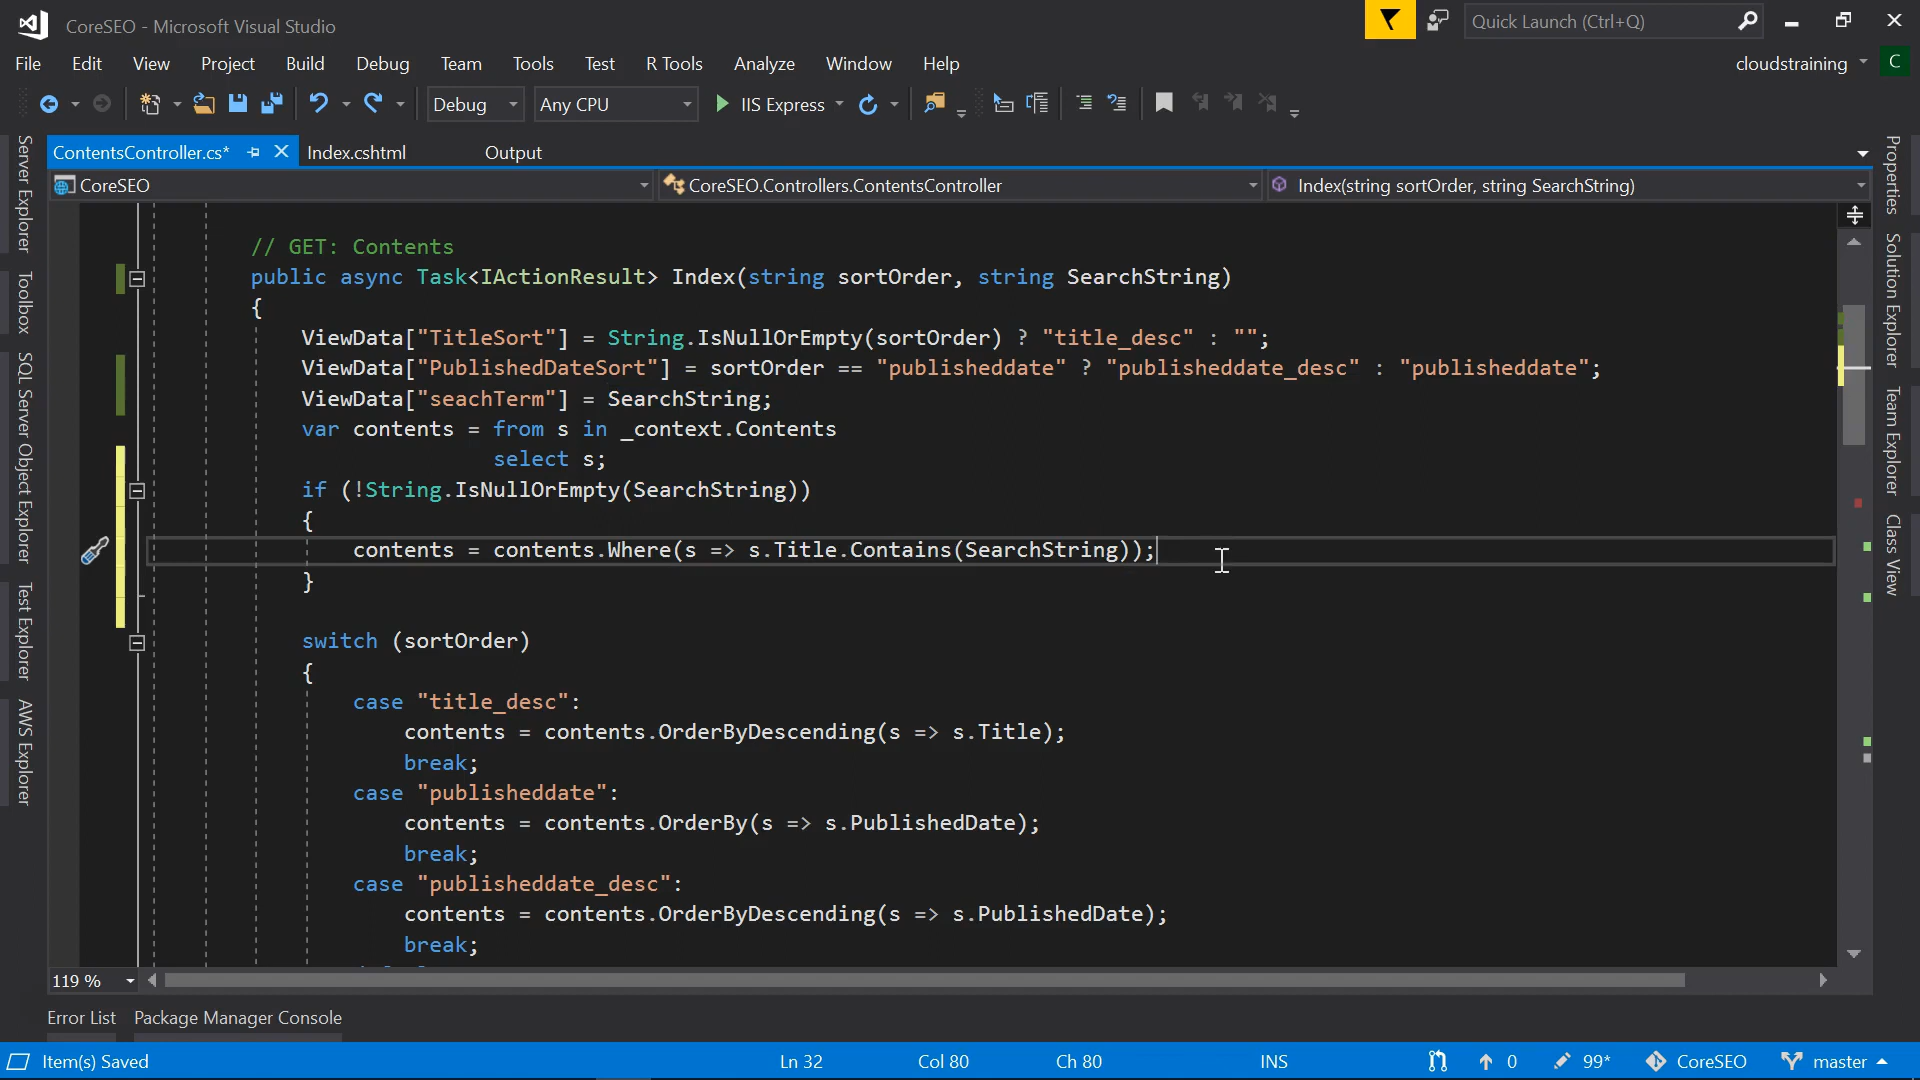 CoreSEO - Microsoft Visual Studio
Quick Launch (Ctrl+Q)
File Edit View Project Build Debug Team Tools Test R Tools Analyze Window Help
cloudstraining C
Debug Any CPU IIS Express
ContentsController.cs* Index.cshtml Output
CoreSEO CoreSEO.Controllers.ContentsController Index(string sortOrder, string SearchString)
// GET: Contents
public async Task<IActionResult> Index(string sortOrder, string SearchString)
{
ViewData["TitleSort"] = String.IsNullOrEmpty(sortOrder) ? "title_desc" : "";
ViewData["PublishedDateSort"] = sortOrder == "publisheddate" ? "publisheddate_desc" : "publisheddate";
ViewData["seachTerm"] = SearchString;
var contents = from s in _context.Contents
select s;
if (!String.IsNullOrEmpty(SearchString))
{
contents = contents.Where(s => s.Title.Contains(SearchString));
}
switch (sortOrder)
{
case "title_desc":
contents = contents.OrderByDescending(s => s.Title);
break;
case "publisheddate":
contents = contents.OrderBy(s => s.PublishedDate);
break;
case "publisheddate_desc":
contents = contents.OrderByDescending(s => s.PublishedDate);
break;
119 %
Server Explorer
Toolbox
SQL Server Object Explorer
Test Explorer
AWS Explorer
Properties
Solution Explorer
Team Explorer
Class View
Error List Package Manager Console
Item(s) Saved Ln 32 Col 80 Ch 80 INS 0 99* CoreSEO master